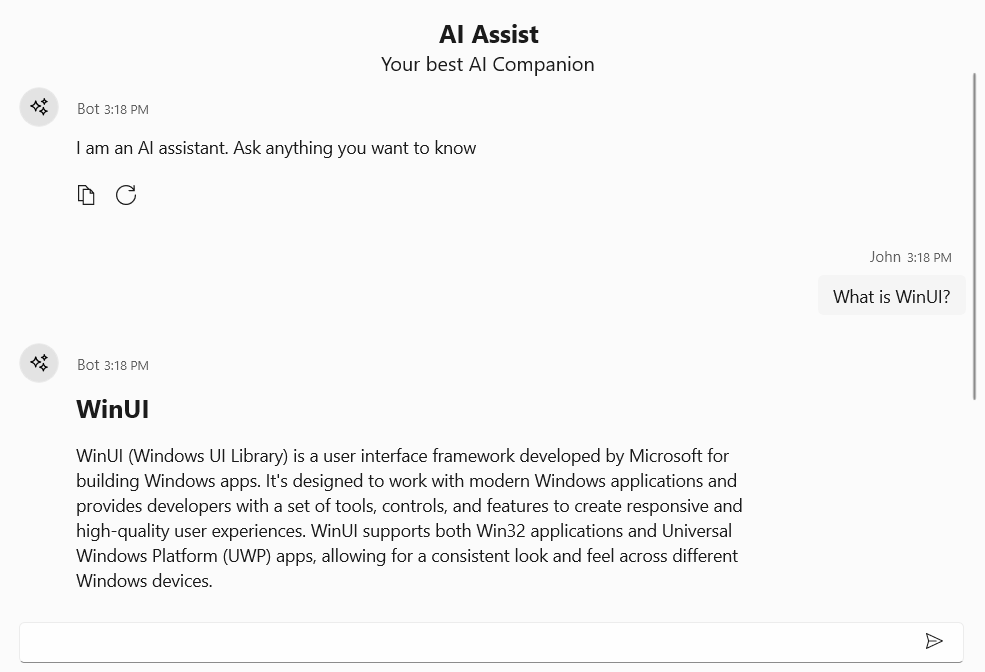 AI Assist
Your best AI Companion
Bot 3:18 PM
I am an AI assistant. Ask anything you want to know
John 3:18 PM
What is WinUI?
Bot 3:18 PM
WinUI
WinUI (Windows UI Library) is a user interface framework developed by Microsoft for
building Windows apps. It's designed to work with modern Windows applications and
provides developers with a set of tools, controls, and features to create responsive and
high-quality user experiences. WinUI supports both Win32 applications and Universal
Windows Platform (UWP) apps, allowing for a consistent look and feel across different
Windows devices.